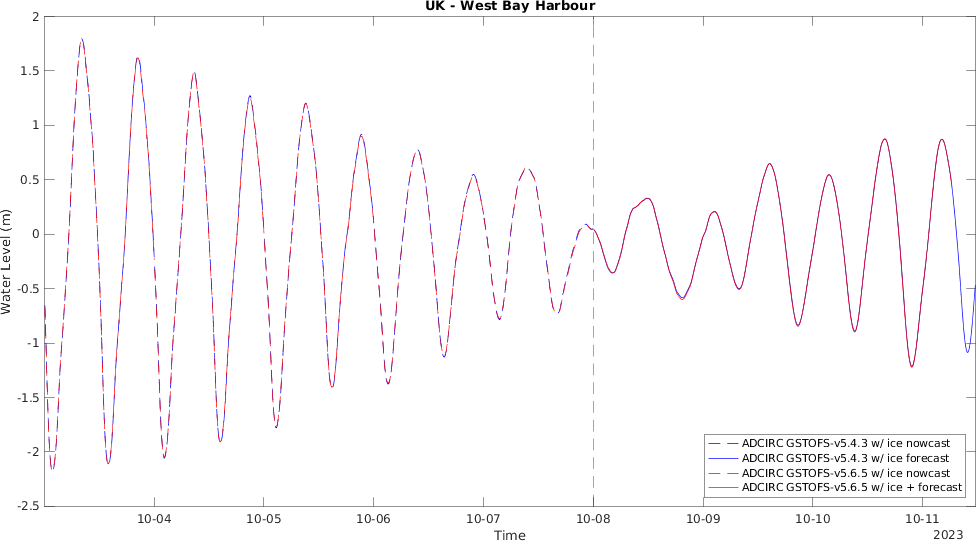 UK - West Bay Harbour
2
1.5
1
0.5
0
-0.5
-1
-1.5
-2
-2.5
Water Level (m)
10-04
10-05
10-06
10-07
10-08
10-09
10-10
10-11
Time
2023
ADCIRC GSTOFS-v5.4.3 w/ ice nowcast
ADCIRC GSTOFS-v5.4.3 w/ ice forecast
ADCIRC GSTOFS-v5.6.5 w/ ice nowcast
ADCIRC GSTOFS-v5.6.5 w/ ice + forecast